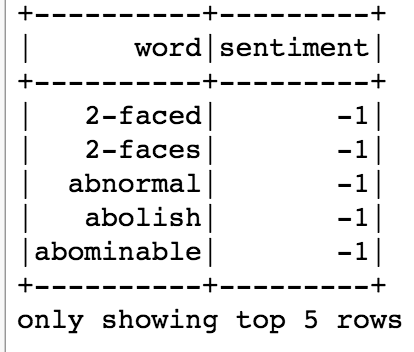 +----------+---------+
|      word|sentiment|
+----------+---------+
|   2-faced|       -1|
|   2-faces|       -1|
|  abnormal|       -1|
|   abolish|       -1|
|abominable|       -1|
+----------+---------+
only showing top 5 rows